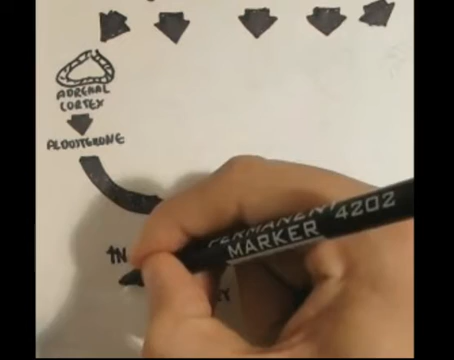 ADRENAL
CORTEX
ALDOSTERONE
PERMANENT
MARKER 4202
↑N